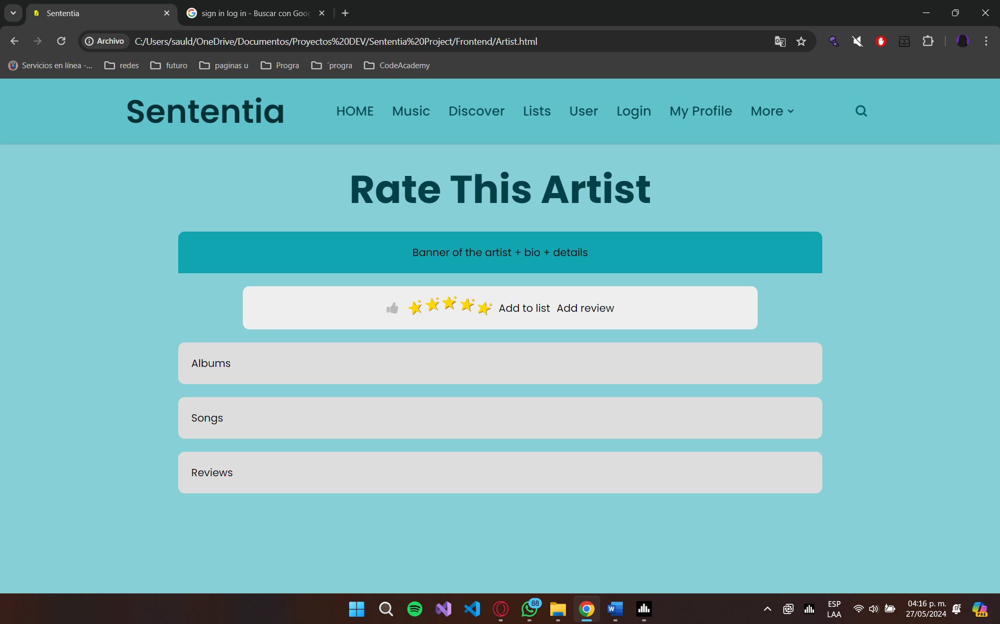 Sententia
sign in log in - Buscar con Goo
Archivo
C:/Users/sauld/OneDrive/Documentos/Proyectos%20DEV/Sententia%20Project/Frontend/Artist.html
Servicios en línea -... redes futuro paginas u Progra ´progra CodeAcademy
Sententia HOME Music Discover Lists User Login My Profile More
Rate This Artist
Banner of the artist + bio + details
Add to list Add review
Albums
Songs
Reviews
88
ESP
LAA
04:16 p. m.
27/05/2024
PRE